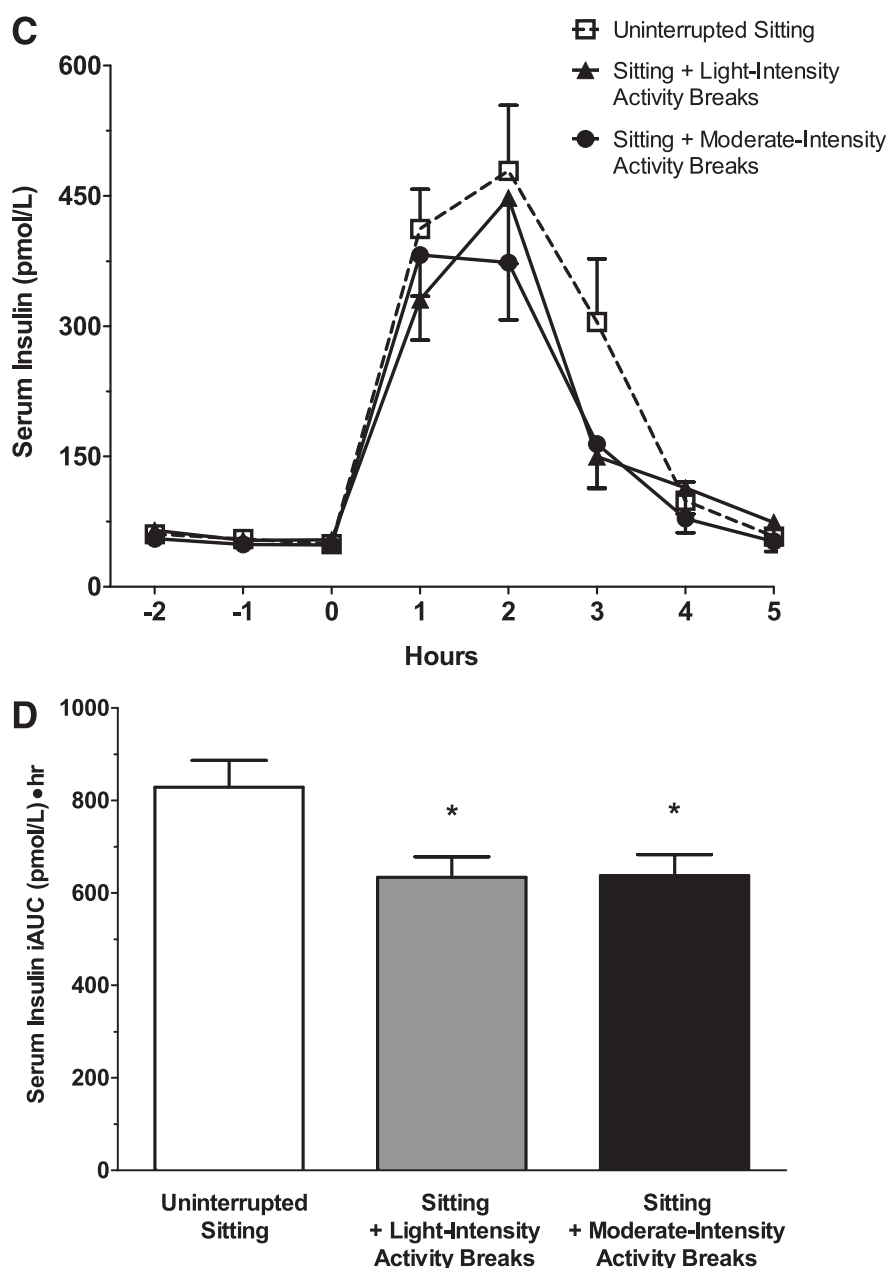 C
Uninterrupted Sitting
Sitting + Light-Intensity
Activity Breaks
Sitting + Moderate-Intensity
Activity Breaks
Serum Insulin (pmol/L)
600
450
300
150
0
-2 -1 0 1 2 3 4 5
Hours
D
Serum Insulin iAUC (pmol/L)●hr
1000
800
600
400
200
0
* *
Uninterrupted
Sitting
Sitting
+ Light-Intensity
Activity Breaks
Sitting
+ Moderate-Intensity
Activity Breaks